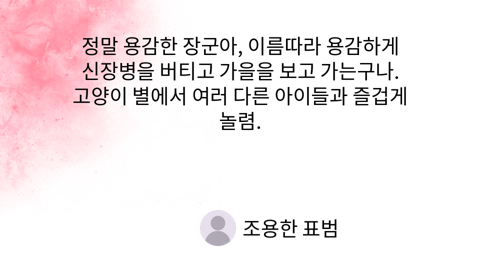 정말 용감한 장군아, 이름따라 용감하게
신장병을 버티고 가을을 보고 가는구나.
고양이 별에서 여러 다른 아이들과 즐겁게
놀렴.
조용한 표범